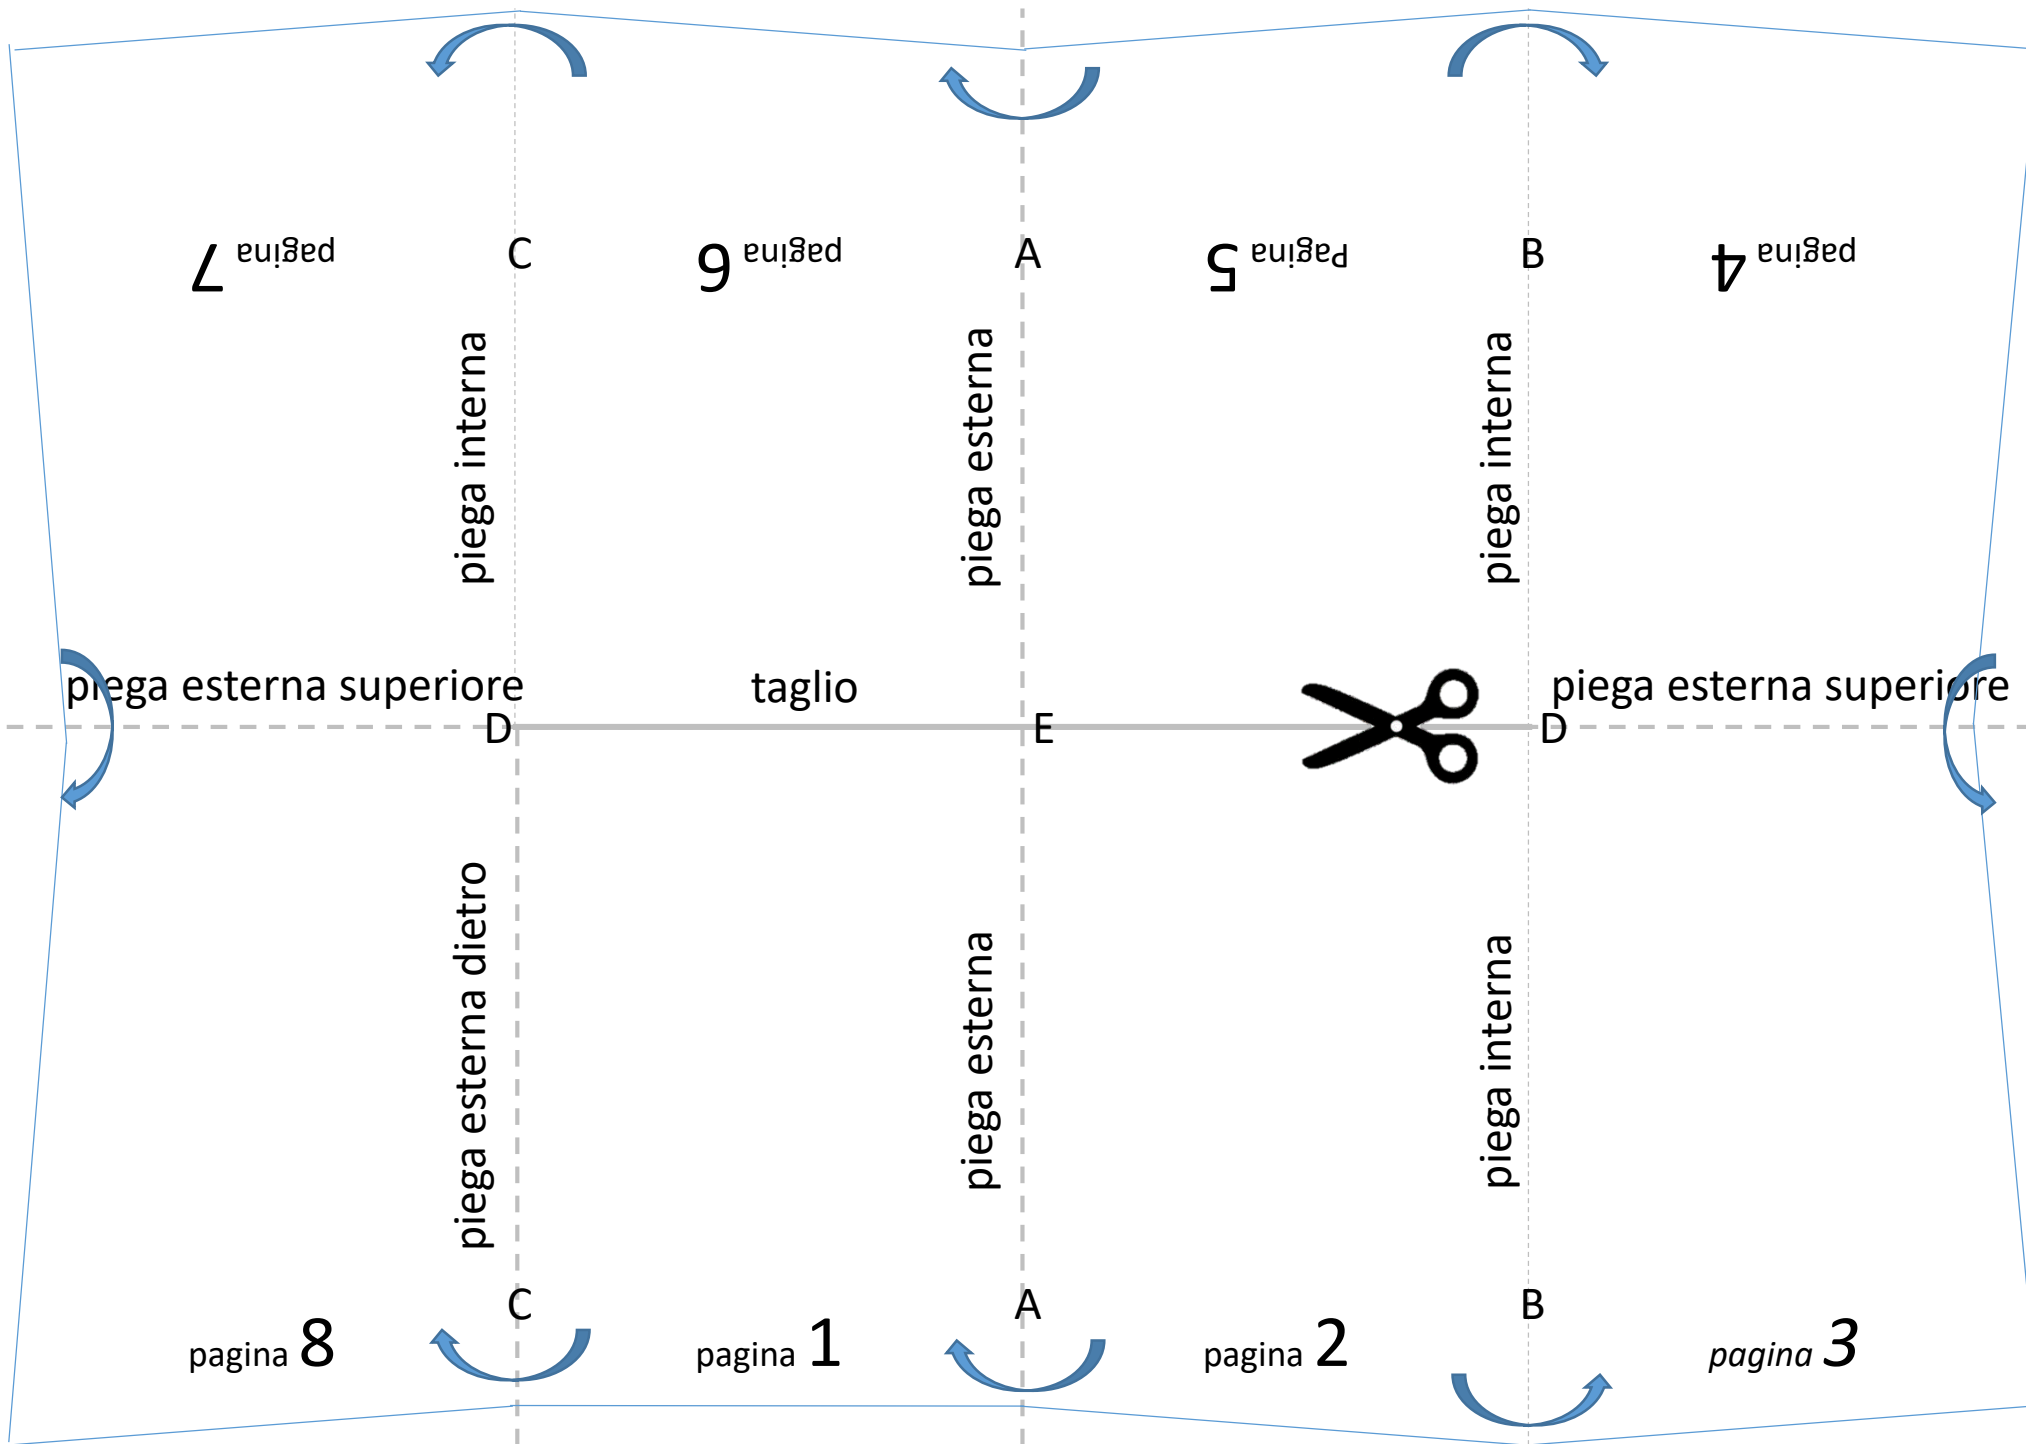 pagina 7
C
pagina 6
A
Pagina 5
B
pagina 4
piega interna
piega esterna
piega interna
piega esterna superiore
taglio
piega esterna superiore
D
E
D
piega esterna dietro
piega esterna
piega interna
C
A
B
pagina 8
pagina 1
pagina 2
pagina 3